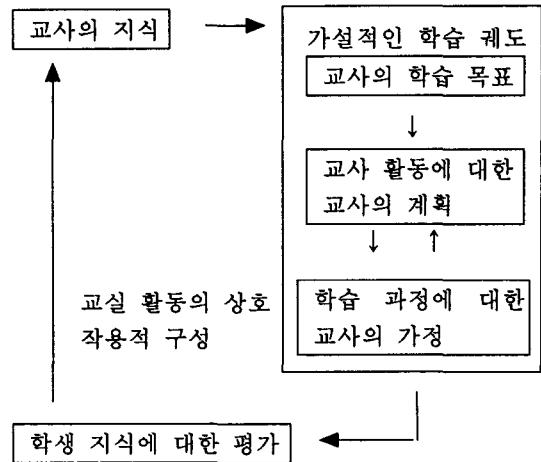 교사의 지식
가설적인 학습 궤도
교사의 학습 목표
↓
교사 활동에 대한
교사의 계획
↓ ↑
학습 과정에 대한
교사의 가정
교실 활동의 상호
작용적 구성
학생 지식에 대한 평가